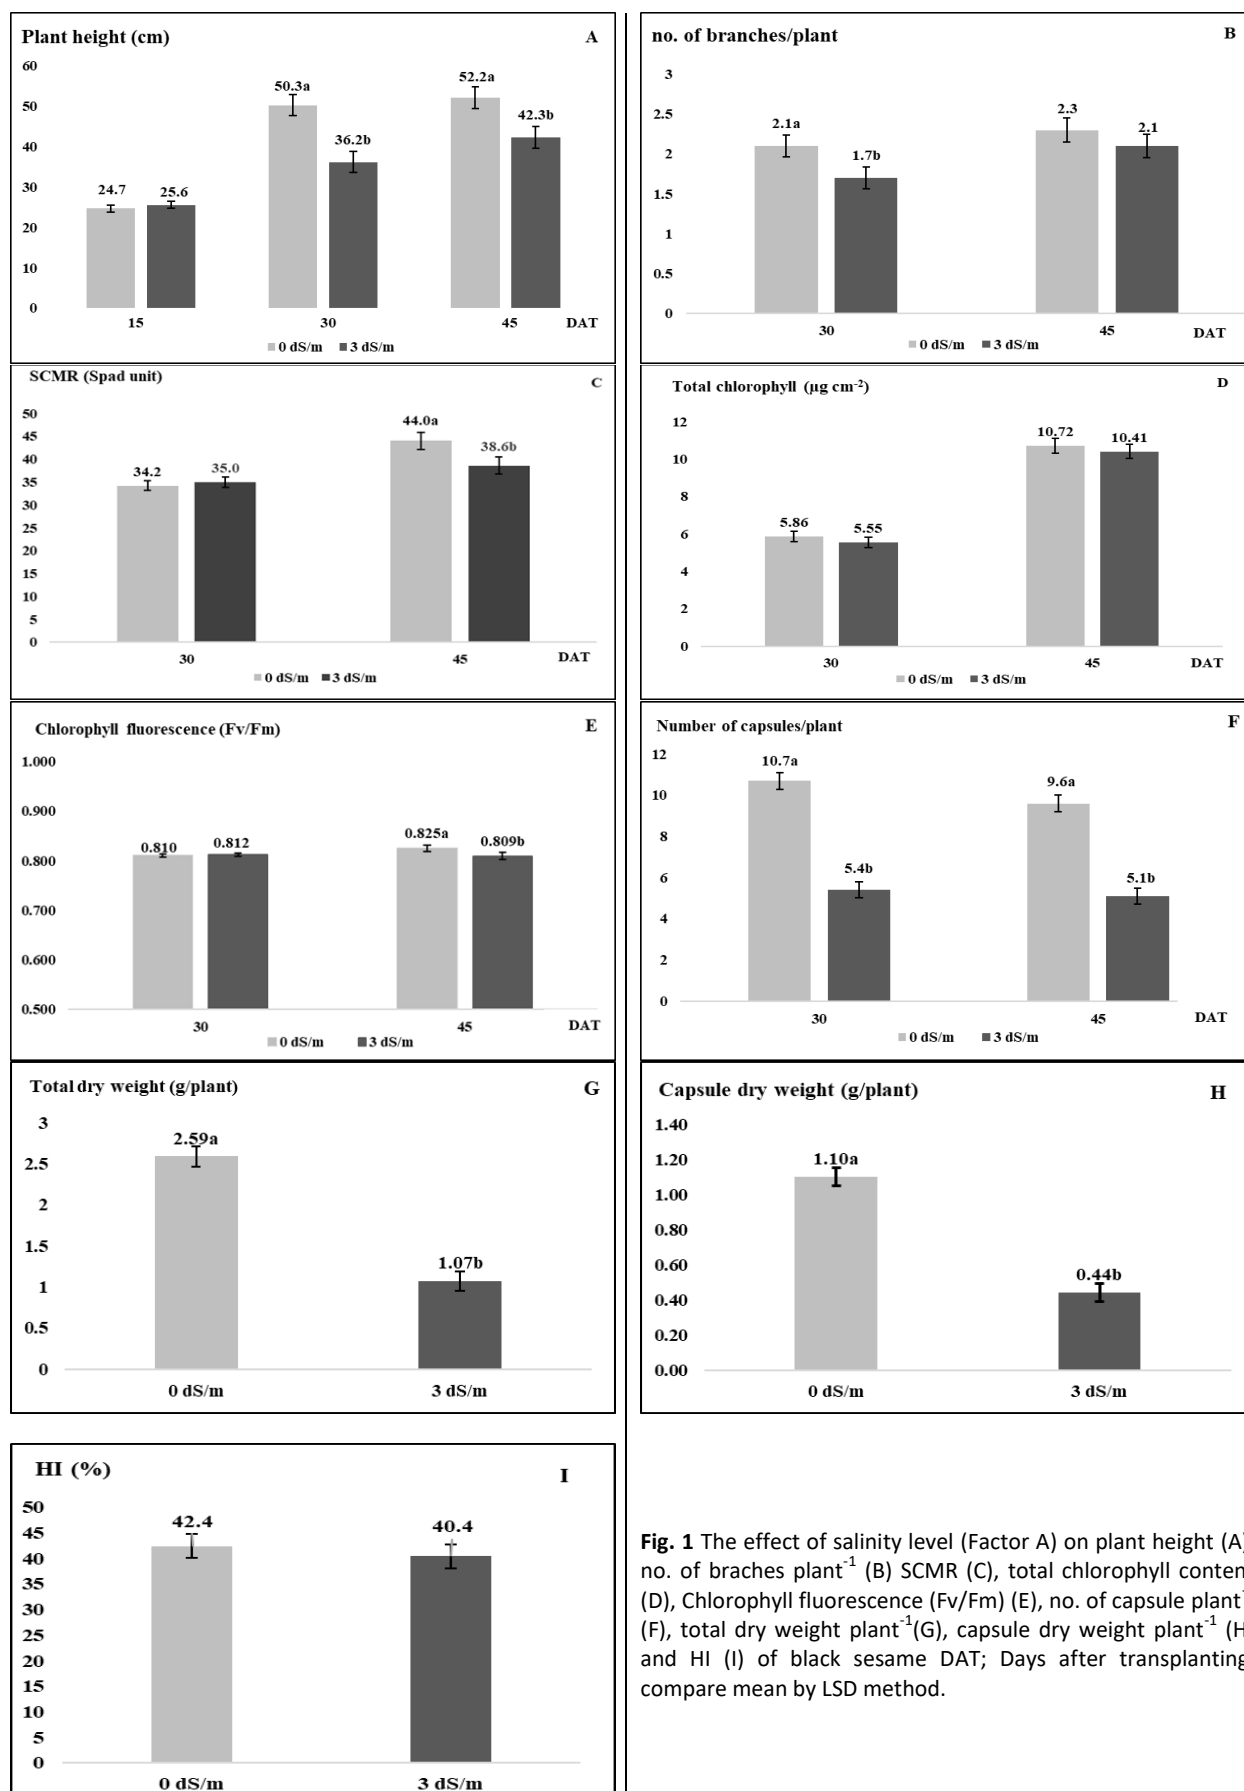 Plant height (cm) A
60
50
40
30
20
10
0
24.7 25.6 50.3a 36.2b 52.2a 42.3b
15 30 45 DAT
0 dS/m 3 dS/m
no. of branches/plant B
3
2.5
2
1.5
1
0.5
0
2.1a 1.7b 2.3 2.1
30 45 DAT
0 dS/m 3 dS/m
SCMR (Spad unit) C
50
45
40
35
30
25
20
15
10
5
0
34.2 35.0 44.0a 38.6b
30 45 DAT
0 dS/m 3 dS/m
Total chlorophyll (µg cm-2) D
12
10
8
6
4
2
0
5.86 5.55 10.72 10.41
30 45 DAT
0 dS/m 3 dS/m
Chlorophyll fluorescence (Fv/Fm) E
1.000
0.900
0.800
0.700
0.600
0.500
0.810 0.812 0.825a 0.809b
30 45 DAT
0 dS/m 3 dS/m
Number of capsules/plant F
12
10
8
6
4
2
0
10.7a 5.4b 9.6a 5.1b
30 45 DAT
0 dS/m 3 dS/m
Total dry weight (g/plant) G
3
2.5
2
1.5
1
0.5
0
2.59a 1.07b
0 dS/m 3 dS/m
Capsule dry weight (g/plant) H
1.40
1.20
1.00
0.80
0.60
0.40
0.20
0.00
1.10a 0.44b
0 dS/m 3 dS/m
HI (%) I
50
45
40
35
30
25
20
15
10
5
0
42.4 40.4
0 dS/m 3 dS/m
Fig. 1 The effect of salinity level (Factor A) on plant height (A)
no. of braches plant-1 (B) SCMR (C), total chlorophyll conten
(D), Chlorophyll fluorescence (Fv/Fm) (E), no. of capsule plant-
(F), total dry weight plant-1(G), capsule dry weight plant-1 (H
and HI (I) of black sesame DAT; Days after transplanting
compare mean by LSD method.